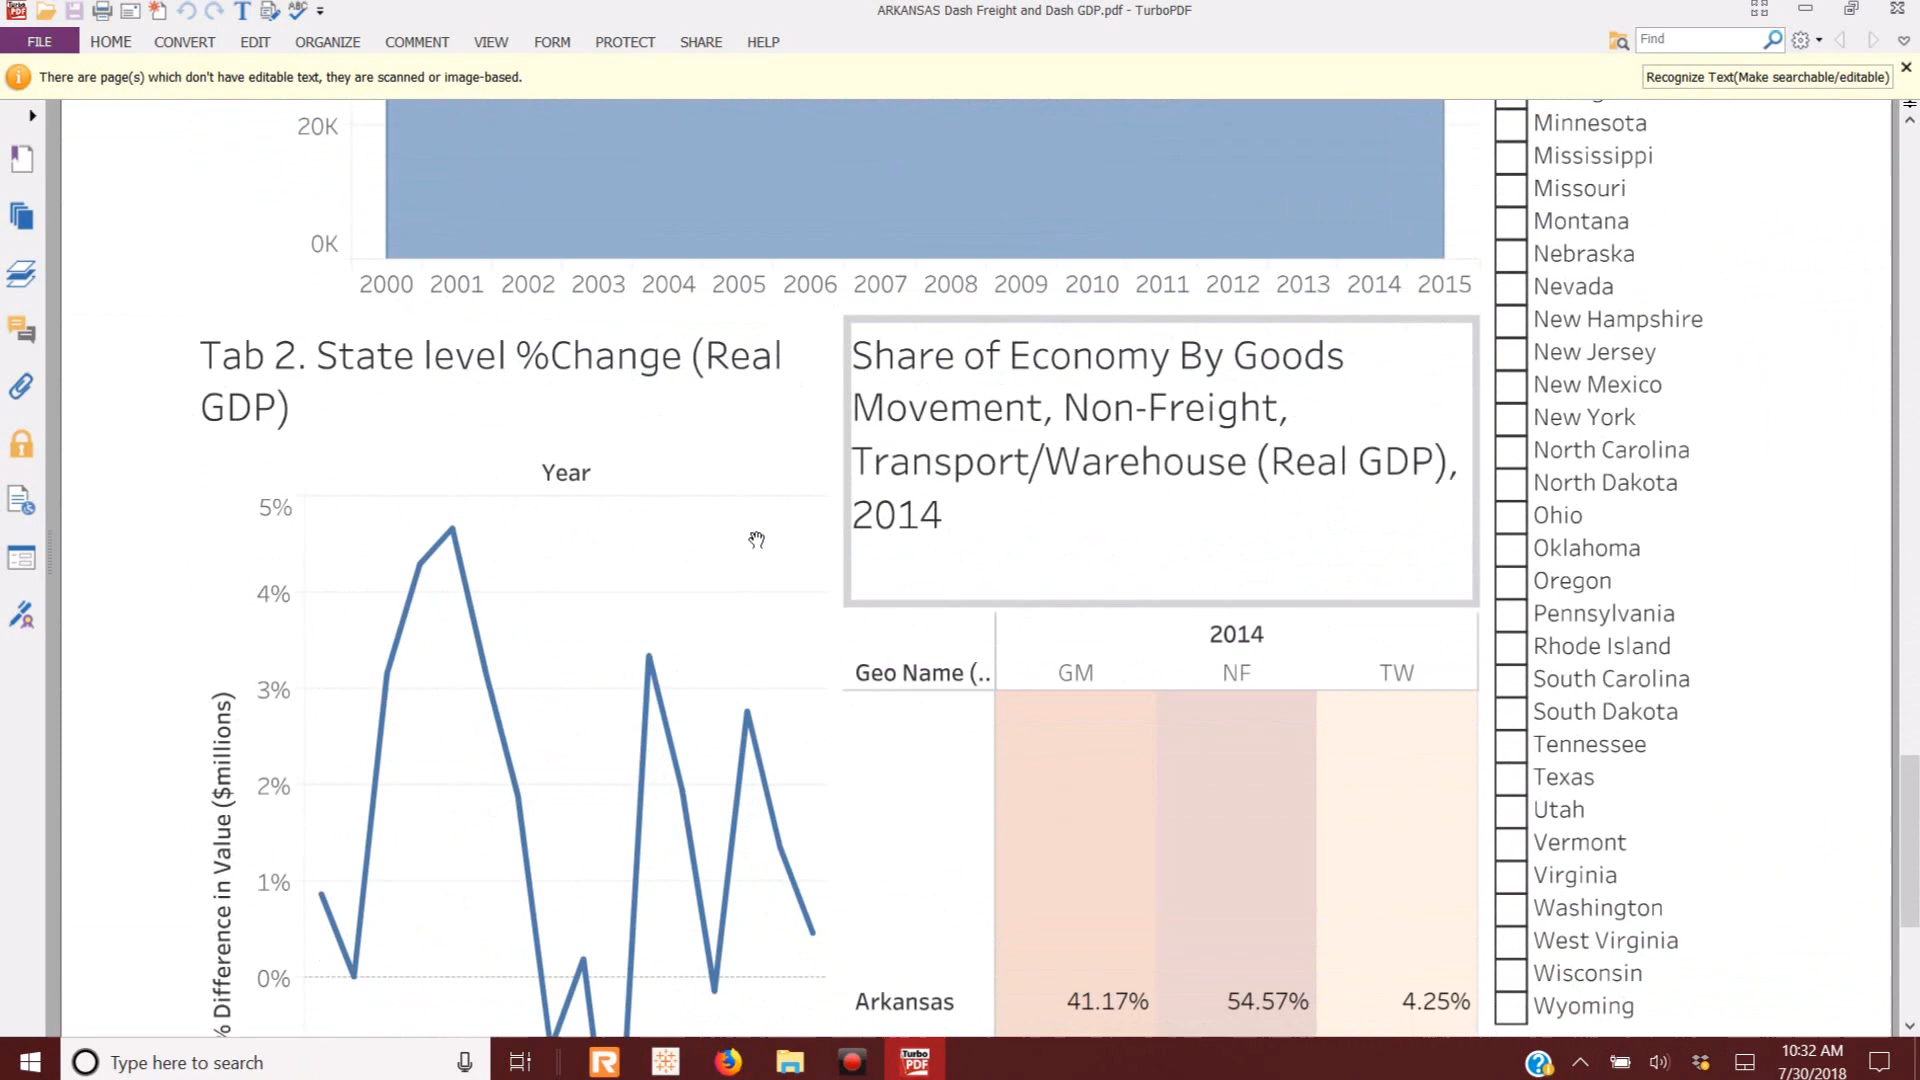 ARKANSAS Dash Freight and Dash GDP.pdf - TurboPDF
FILE HOME CONVERT EDIT ORGANIZE COMMENT VIEW FORM PROTECT SHARE HELP
Find
There are page(s) which don't have editable text, they are scanned or image-based.
Recognize Text(Make searchable/editable)
20K
0K
2000 2001 2002 2003 2004 2005 2006 2007 2008 2009 2010 2011 2012 2013 2014 2015
Tab 2. State level %Change (Real
GDP)
Year
5%
4%
3%
2%
1%
0%
% Difference in Value ($millions)
Share of Economy By Goods
Movement, Non-Freight,
Transport/Warehouse (Real GDP),
2014
2014
Geo Name (.. GM NF TW
Arkansas 41.17% 54.57% 4.25%
Minnesota
Mississippi
Missouri
Montana
Nebraska
Nevada
New Hampshire
New Jersey
New Mexico
New York
North Carolina
North Dakota
Ohio
Oklahoma
Oregon
Pennsylvania
Rhode Island
South Carolina
South Dakota
Tennessee
Texas
Utah
Vermont
Virginia
Washington
West Virginia
Wisconsin
Wyoming
Type here to search
Turbo
PDF
10:32 AM
7/30/2018